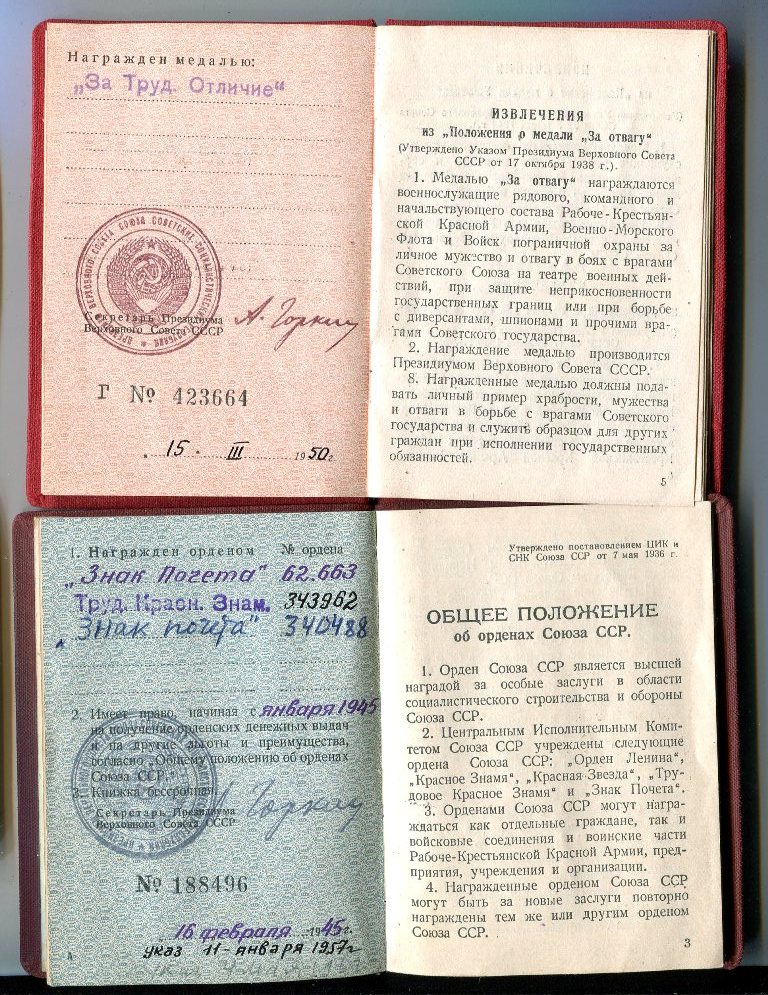 Награжден медалью:
„За Труд. Отличие“
ВЕРХОВНОГО СОВЕТА СОЮЗА СОВЕТСКИХ СОЦИАЛИСТИЧЕСКИХ
Секретарь Президиума
Верховного Совета СССР
А. Горкин
Г № 423664
„ 15 . III 1950 г.
ИЗВЛЕЧЕНИЯ
из „Положения о медали „За отвагу“
(Утверждено Указом Президиума Верховного Совета
СССР от 17 октября 1938 г.).
1. Медалью „За отвагу“ награждаются
военнослужащие рядового, командного и
начальствующего состава Рабоче-Крестьян-
ской Красной Армии, Военно-Морского
Флота и Войск пограничной охраны за
личное мужество и отвагу в боях с врагами
Советского Союза на театре военных дей-
ствий, при защите неприкосновенности
государственных границ или при борьбе
с диверсантами, шпионами и прочими вра-
гами Советского государства.
2. Награждение медалью производится
Президиумом Верховного Совета СССР.
8. Награжденные медалью должны пода-
вать личный пример храбрости, мужества
и отваги в борьбе с врагами Советского
государства и служить образцом для других
граждан при исполнении государственных
обязанностей.
5
1. Награжден орденом № ордена
„Знак Почета“ 62.663
Труд. Красн. Знам. 343962
„Знак почета“ 340488
2. Имеет право, начиная с января 1945
на получение орденских денежных выдач
и на другие льготы и преимущества,
согласно „Общему положению об орденах
Союза ССР.“
3. Книжка бессрочная.
Секретарь Президиума
Верховного Совета СССР
Горкин
№ 188496
„ 16 февраля 1945 г.
указ 11 - января 1957 г.
А
Утверждено постановлением ЦИК и
СНК Союза ССР от 7 мая 1936 г.
ОБЩЕЕ ПОЛОЖЕНИЕ
об орденах Союза ССР.
1. Орден Союза ССР является высшей
наградой за особые заслуги в области
социалистического строительства и обороны
Союза ССР.
2. Центральным Исполнительным Коми-
тетом Союза ССР учреждены следующие
ордена Союза ССР: „Орден Ленина“,
„Красное Знамя“, „Красная Звезда“, „Тру-
довое Красное Знамя“ и „Знак Почета“.
3. Орденами Союза ССР могут награ-
ждаться как отдельные граждане, так и
войсковые соединения и воинские части
Рабоче-Крестьянской Красной Армии, пред-
приятия, учреждения и организации.
4. Награжденные орденом Союза ССР
могут быть за новые заслуги повторно
награждены тем же или другим орденом
Союза ССР.
3